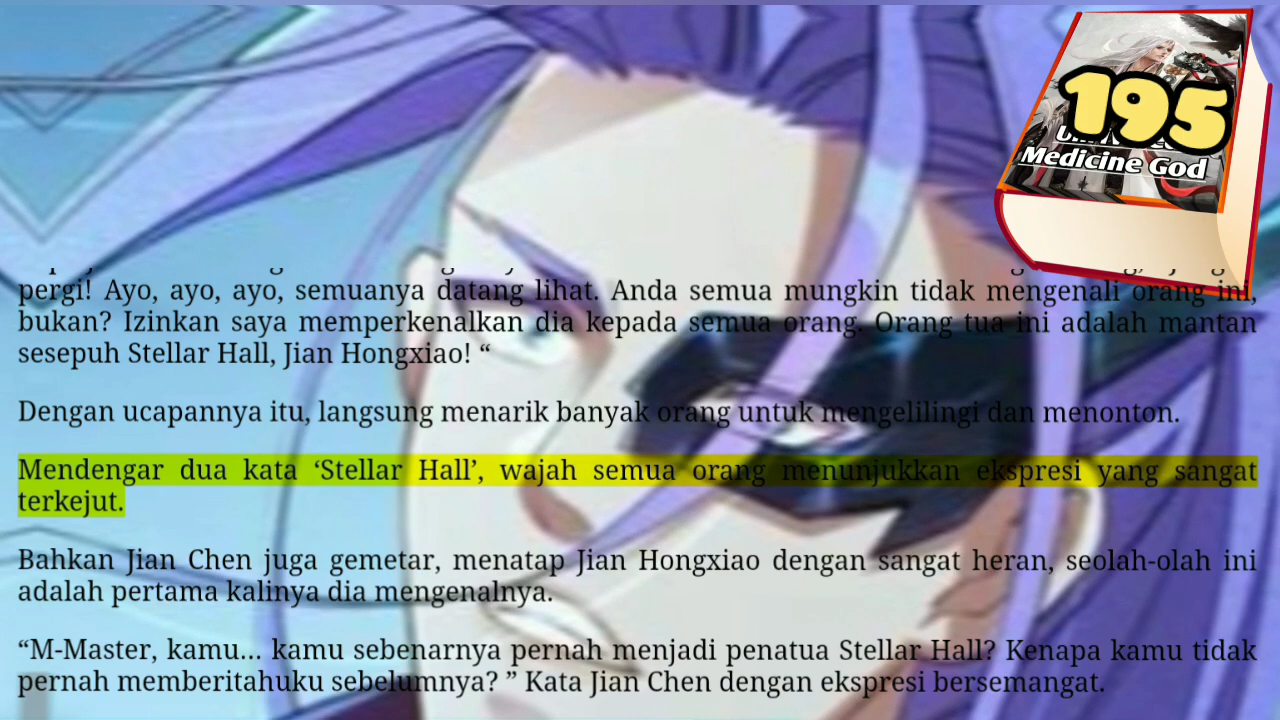 195
Medicine God
pergi! Ayo, ayo, ayo, semuanya datang lihat. Anda semua mungkin tidak mengenali orang ini,
bukan? Izinkan saya memperkenalkan dia kepada semua orang. Orang tua ini adalah mantan
sesepuh Stellar Hall, Jian Hongxiao! “
Dengan ucapannya itu, langsung menarik banyak orang untuk mengelilingi dan menonton.
Mendengar dua kata ‘Stellar Hall’, wajah semua orang menunjukkan ekspresi yang sangat
terkejut.
Bahkan Jian Chen juga gemetar, menatap Jian Hongxiao dengan sangat heran, seolah-olah ini
adalah pertama kalinya dia mengenalnya.
“M-Master, kamu... kamu sebenarnya pernah menjadi penatua Stellar Hall? Kenapa kamu tidak
pernah memberitahuku sebelumnya? ” Kata Jian Chen dengan ekspresi bersemangat.